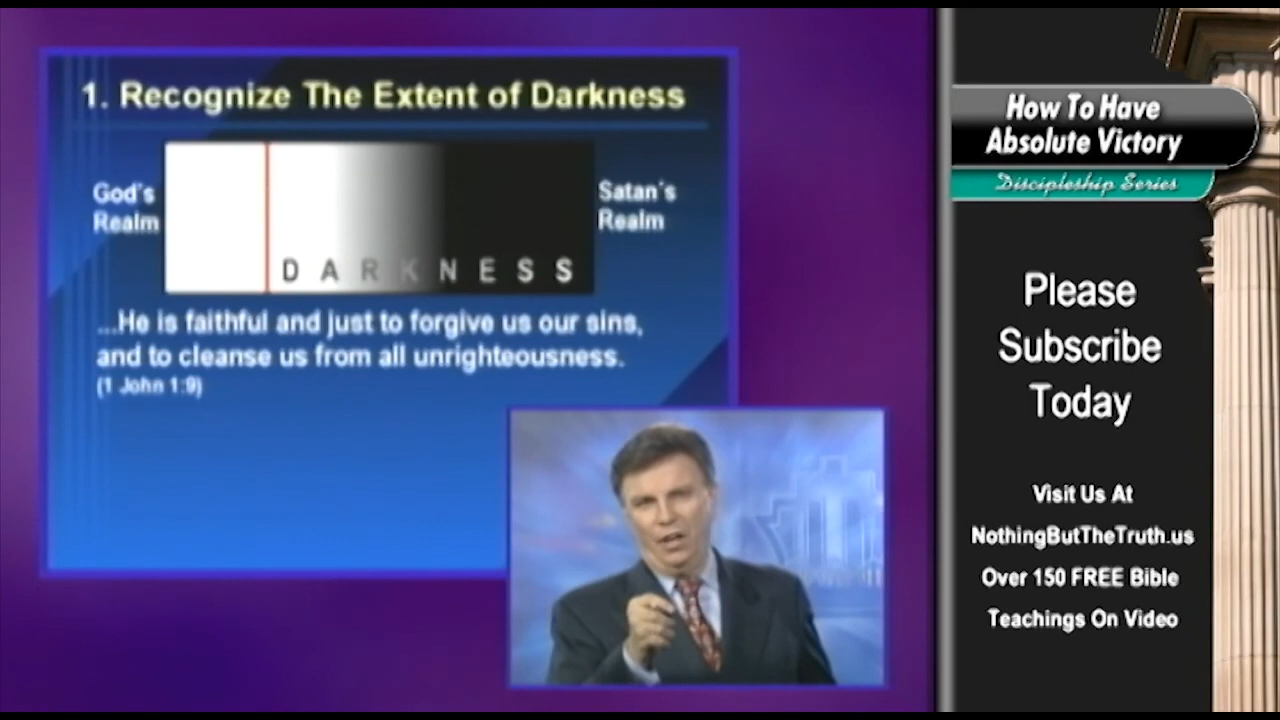 1. Recognize The Extent of Darkness
God's
Realm
Satan's
Realm
DARKNESS
...He is faithful and just to forgive us our sins,
and to cleanse us from all unrighteousness.
(1 John 1:9)
How To Have
Absolute Victory
Discipleship Series
Please
Subscribe
Today
Visit Us At
NothingButTheTruth.us
Over 150 FREE Bible
Teachings On Video